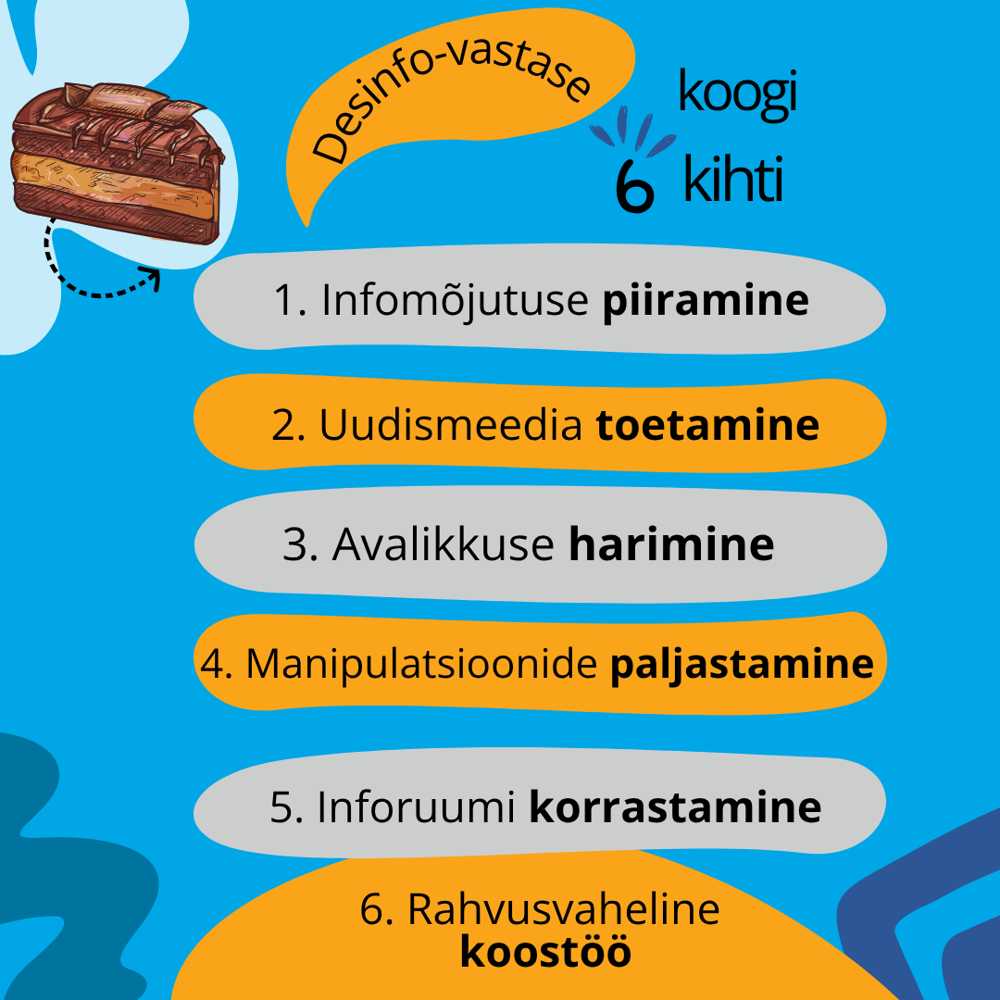 Desinfo-vastase
koogi
6 kihti
1. Infomõjutuse piiramine
2. Uudismeedia toetamine
3. Avalikkuse harimine
4. Manipulatsioonide paljastamine
5. Inforuumi korrastamine
6. Rahvusvaheline
koostöö